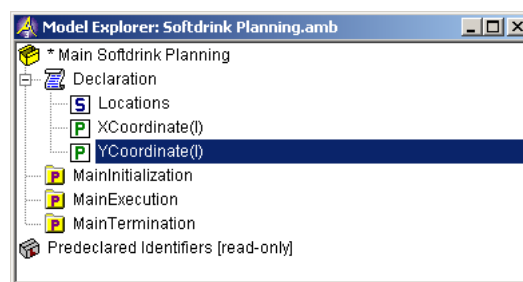 Model Explorer: Softdrink Planning.amb
* Main Softdrink Planning
Declaration
S Locations
P XCoordinate(l)
P YCoordinate(l)
P MainInitialization
P MainExecution
P MainTermination
Predeclared Identifiers [read-only]